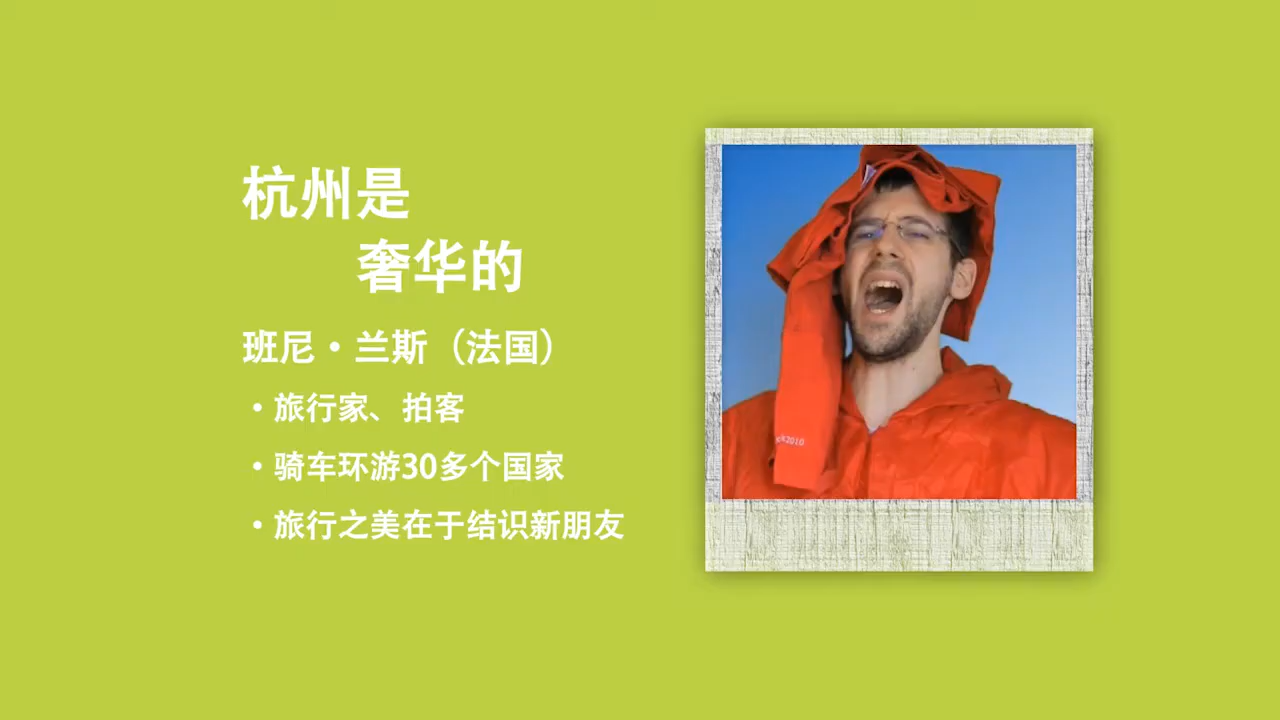 杭州是
奢华的
班尼·兰斯（法国）
·旅行家、拍客
·骑车环游30多个国家
·旅行之美在于结识新朋友